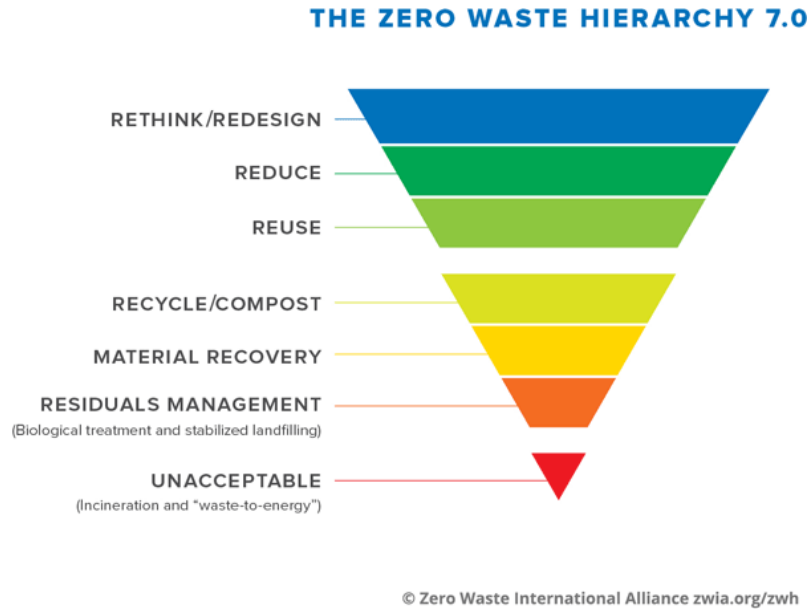 THE ZERO WASTE HIERARCHY 7.0
RETHINK/REDESIGN
REDUCE
REUSE
RECYCLE/COMPOST
MATERIAL RECOVERY
RESIDUALS MANAGEMENT
(Biological treatment and stabilized landfilling)
UNACCEPTABLE
(Incineration and “waste-to-energy”)
© Zero Waste International Alliance zwia.org/zwh